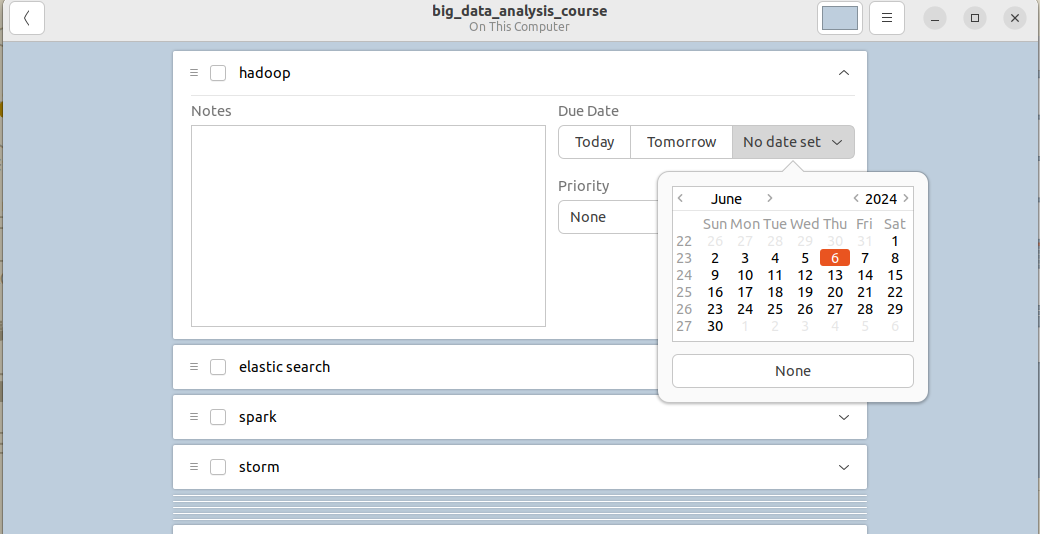 big_data_analysis_course
On This Computer
hadoop
Notes
Due Date
Today Tomorrow No date set
Priority
None
June 2024
Sun Mon Tue Wed Thu Fri Sat
22 26 27 28 29 30 31 1
23 2 3 4 5 6 7 8
24 9 10 11 12 13 14 15
25 16 17 18 19 20 21 22
26 23 24 25 26 27 28 29
27 30 1 2 3 4 5 6
None
elastic search
spark
storm